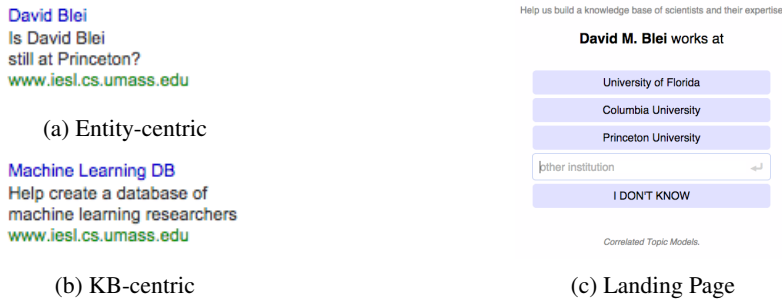 David Blei
Is David Blei
still at Princeton?
www.iesl.cs.umass.edu
(a) Entity-centric
Machine Learning DB
Help create a database of
machine learning researchers
www.iesl.cs.umass.edu
(b) KB-centric
Help us build a knowledge base of scientists and their expertise
David M. Blei works at
University of Florida
Columbia University
Princeton University
other institution
I DON'T KNOW
Correlated Topic Models.
(c) Landing Page